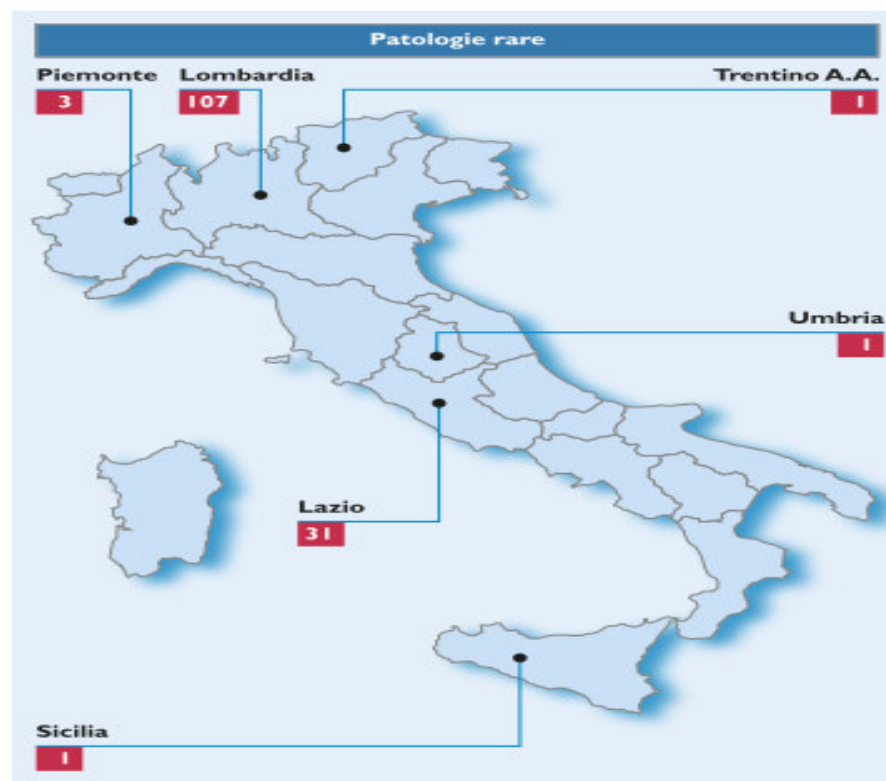 Patologie rare
Piemonte Lombardia Trentino A.A.
3 107 1
Umbria
1
Lazio
31
Sicilia
1